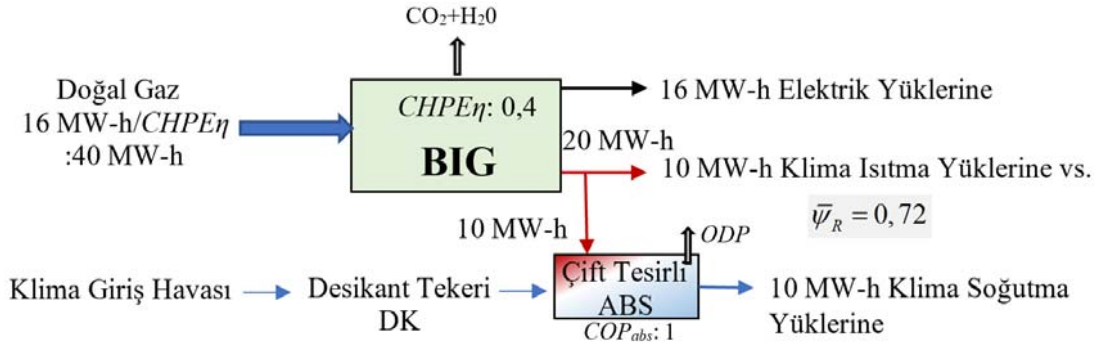 CO₂+H₂0
Doğal Gaz
16 MW-h/CHPEη
:40 MW-h
CHPEη: 0,4
BIG
16 MW-h Elektrik Yüklerine
20 MW-h
10 MW-h Klima Isıtma Yüklerine vs.
ψ̅_R = 0,72
10 MW-h
ODP
Klima Giriş Havası
Desikant Tekeri
DK
Çift Tesirli
ABS
COP_abs: 1
10 MW-h Klima Soğutma
Yüklerine